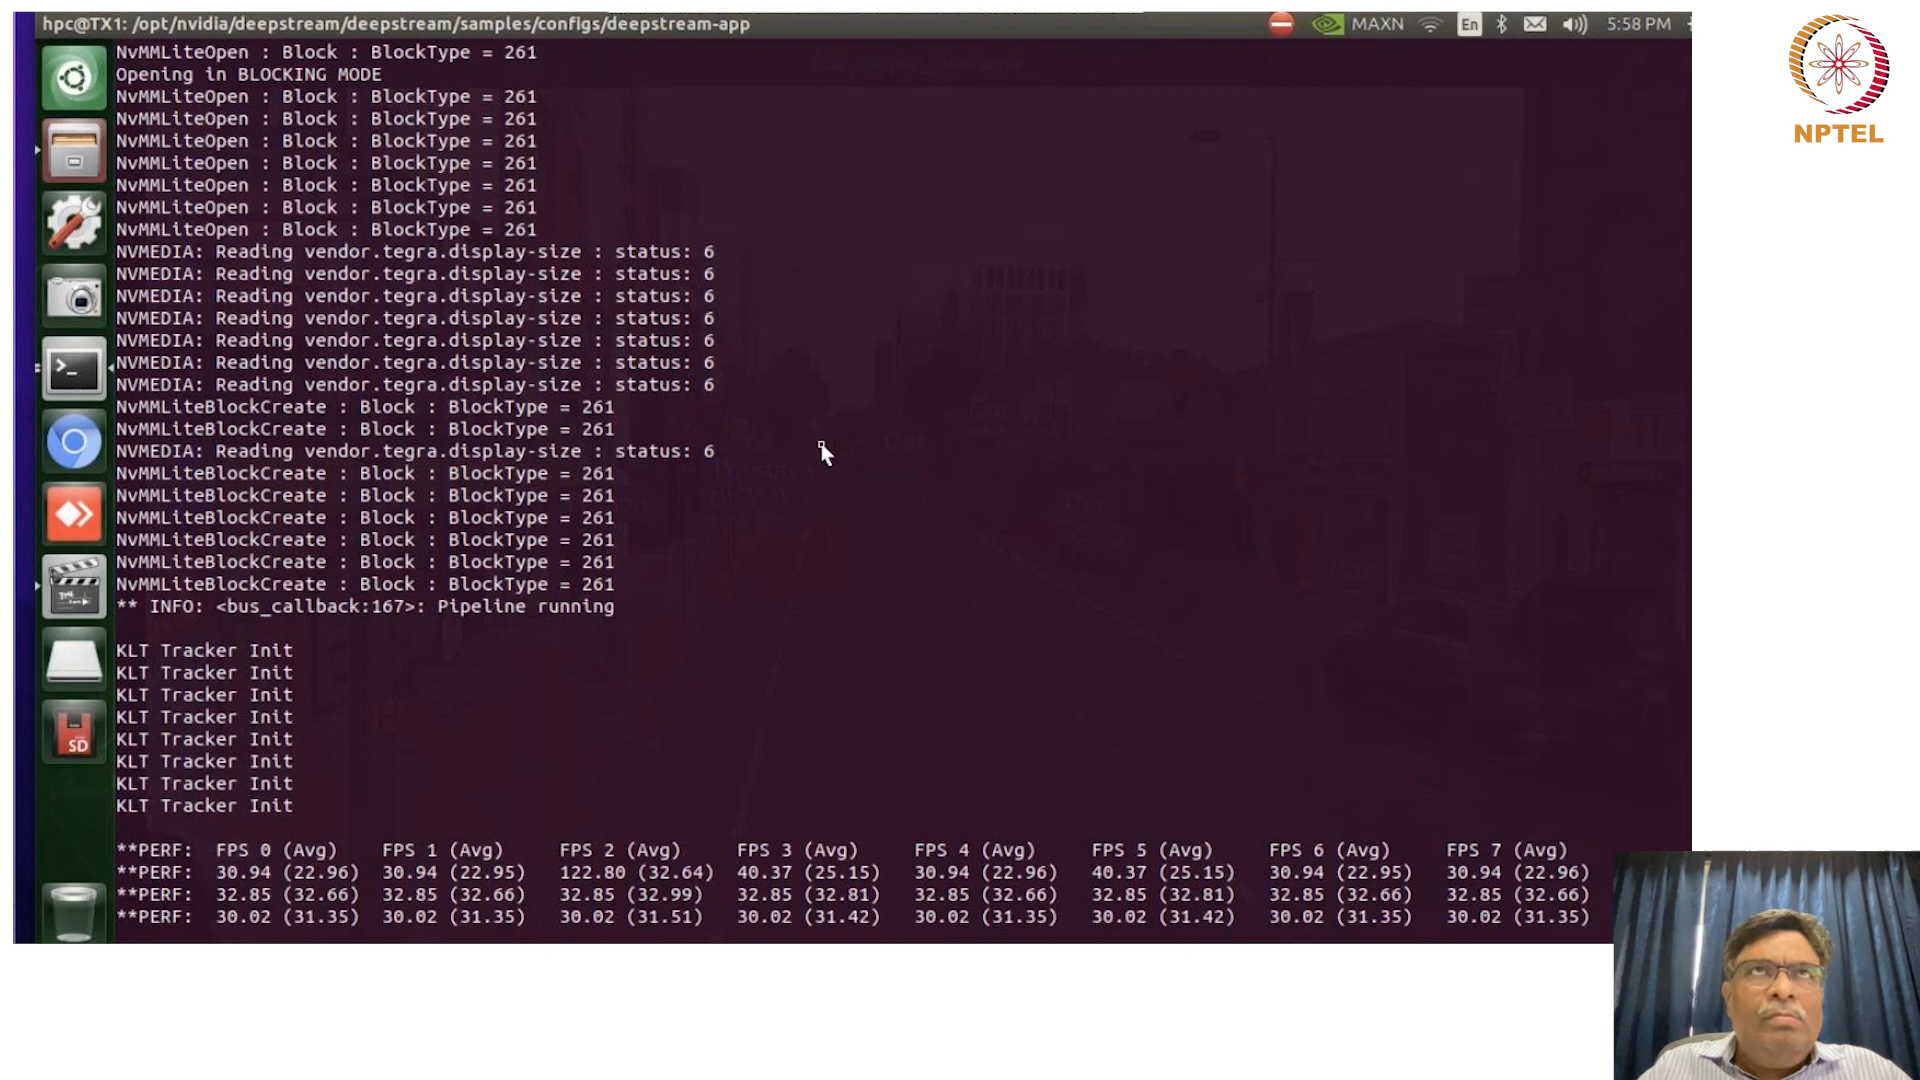 hpc@TX1: /opt/nvidia/deepstream/deepstream/samples/configs/deepstream-app
MAXN En 5:58 PM
NPTEL
NvMMLiteOpen : Block : BlockType = 261
Opening in BLOCKING MODE
NvMMLiteOpen : Block : BlockType = 261
NvMMLiteOpen : Block : BlockType = 261
NvMMLiteOpen : Block : BlockType = 261
NvMMLiteOpen : Block : BlockType = 261
NvMMLiteOpen : Block : BlockType = 261
NvMMLiteOpen : Block : BlockType = 261
NvMMLiteOpen : Block : BlockType = 261
NVMEDIA: Reading vendor.tegra.display-size : status: 6
NVMEDIA: Reading vendor.tegra.display-size : status: 6
NVMEDIA: Reading vendor.tegra.display-size : status: 6
NVMEDIA: Reading vendor.tegra.display-size : status: 6
NVMEDIA: Reading vendor.tegra.display-size : status: 6
NVMEDIA: Reading vendor.tegra.display-size : status: 6
NVMEDIA: Reading vendor.tegra.display-size : status: 6
NvMMLiteBlockCreate : Block : BlockType = 261
NvMMLiteBlockCreate : Block : BlockType = 261
NVMEDIA: Reading vendor.tegra.display-size : status: 6
NvMMLiteBlockCreate : Block : BlockType = 261
NvMMLiteBlockCreate : Block : BlockType = 261
NvMMLiteBlockCreate : Block : BlockType = 261
NvMMLiteBlockCreate : Block : BlockType = 261
NvMMLiteBlockCreate : Block : BlockType = 261
NvMMLiteBlockCreate : Block : BlockType = 261
** INFO: <bus_callback:167>: Pipeline running
KLT Tracker Init
KLT Tracker Init
KLT Tracker Init
KLT Tracker Init
KLT Tracker Init
KLT Tracker Init
KLT Tracker Init
KLT Tracker Init
SD
**PERF: FPS 0 (Avg) FPS 1 (Avg) FPS 2 (Avg) FPS 3 (Avg) FPS 4 (Avg) FPS 5 (Avg) FPS 6 (Avg) FPS 7 (Avg)
**PERF: 30.94 (22.96) 30.94 (22.95) 122.80 (32.64) 40.37 (25.15) 30.94 (22.96) 40.37 (25.15) 30.94 (22.95) 30.94 (22.96)
**PERF: 32.85 (32.66) 32.85 (32.66) 32.85 (32.99) 32.85 (32.81) 32.85 (32.66) 32.85 (32.81) 32.85 (32.66) 32.85 (32.66)
**PERF: 30.02 (31.35) 30.02 (31.35) 30.02 (31.51) 30.02 (31.42) 30.02 (31.35) 30.02 (31.42) 30.02 (31.35) 30.02 (31.35)